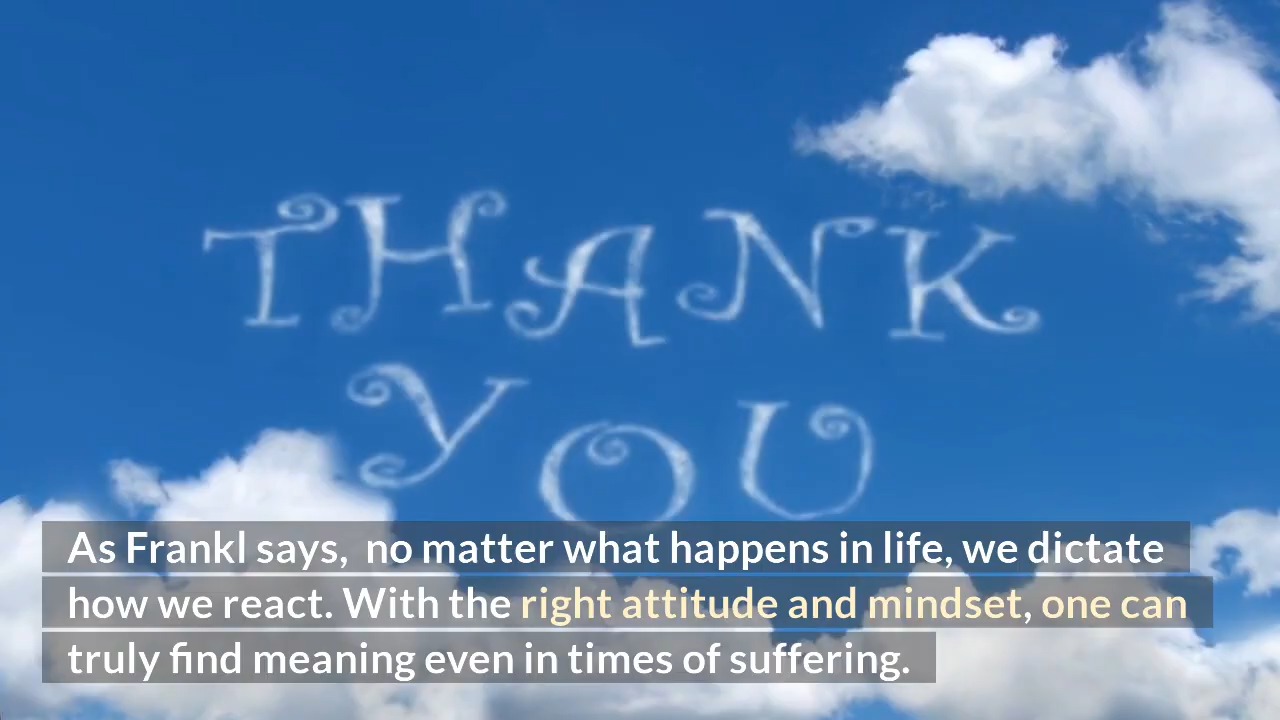 THANK
YOU
As Frankl says,  no matter what happens in life, we dictate
how we react. With the right attitude and mindset, one can
truly find meaning even in times of suffering.